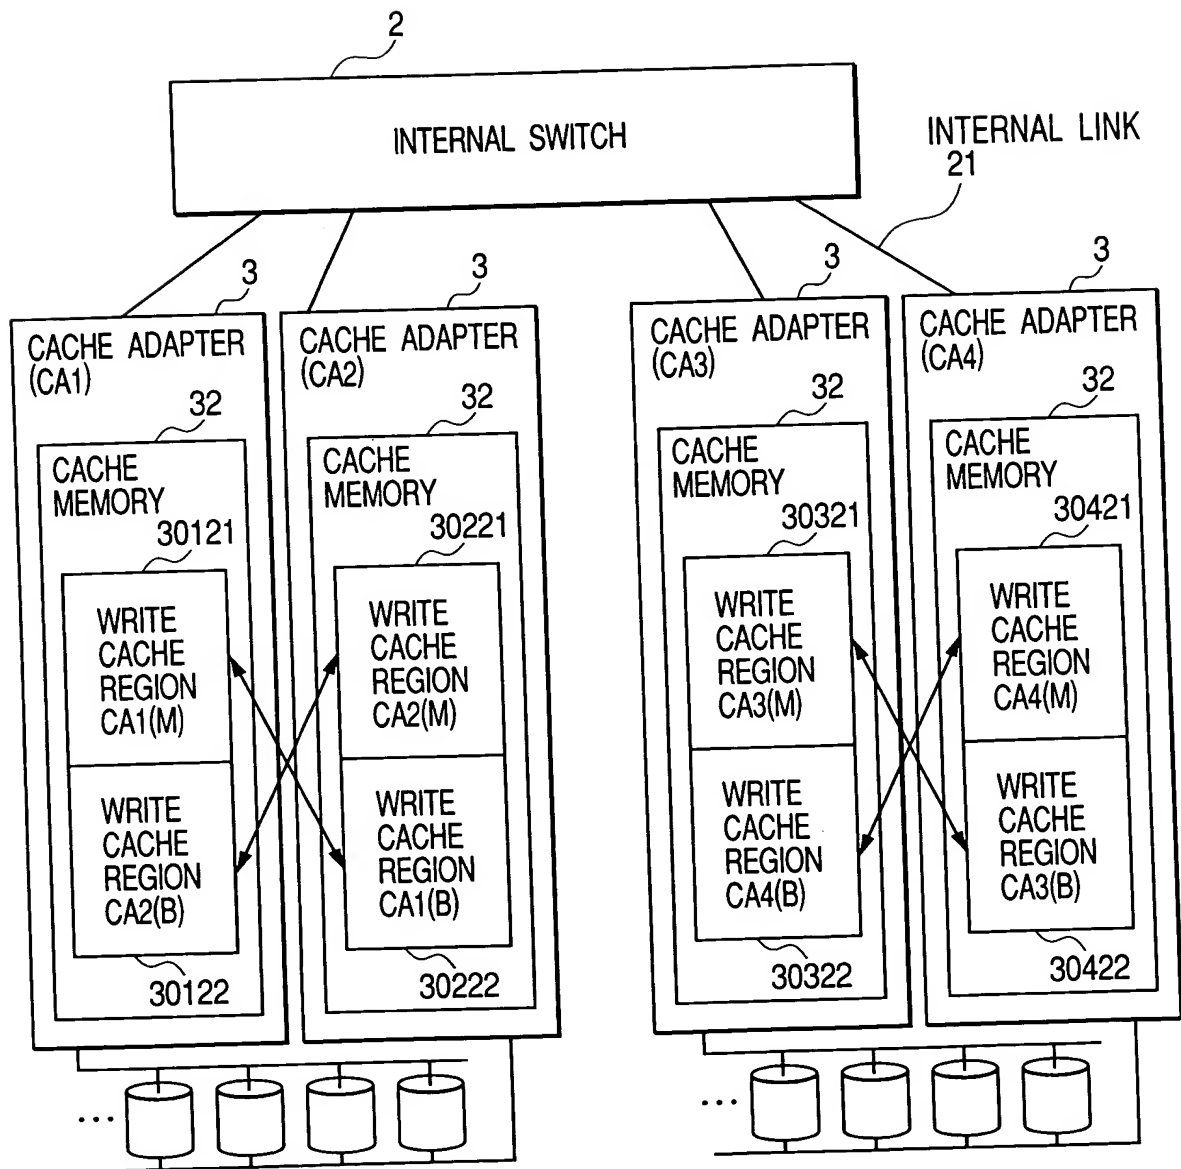 2
INTERNAL SWITCH
INTERNAL LINK
21
3
3
3
3
CACHE ADAPTER
(CA1)
CACHE ADAPTER
(CA2)
CACHE ADAPTER
(CA3)
CACHE ADAPTER
(CA4)
32
32
32
32
CACHE
MEMORY
CACHE
MEMORY
CACHE
MEMORY
CACHE
MEMORY
30121
30221
30321
30421
WRITE
CACHE
REGION
CA1(M)
WRITE
CACHE
REGION
CA2(M)
WRITE
CACHE
REGION
CA3(M)
WRITE
CACHE
REGION
CA4(M)
WRITE
CACHE
REGION
CA2(B)
WRITE
CACHE
REGION
CA1(B)
WRITE
CACHE
REGION
CA4(B)
WRITE
CACHE
REGION
CA3(B)
30122
30222
30322
30422
...
...